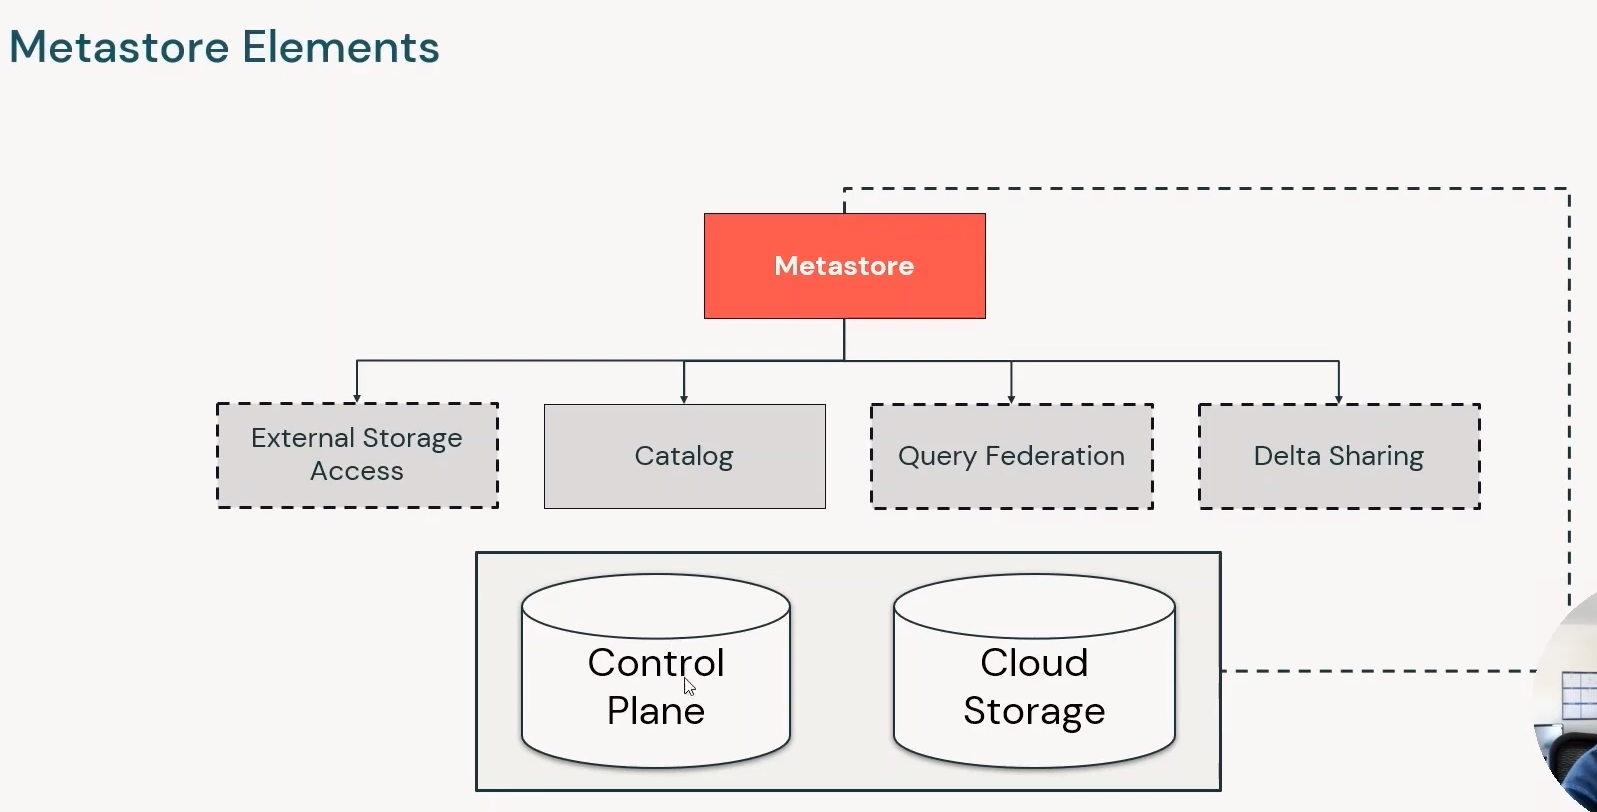 Metastore Elements
Metastore
External Storage
Access
Catalog
Query Federation
Delta Sharing
Control
Plane
Cloud
Storage